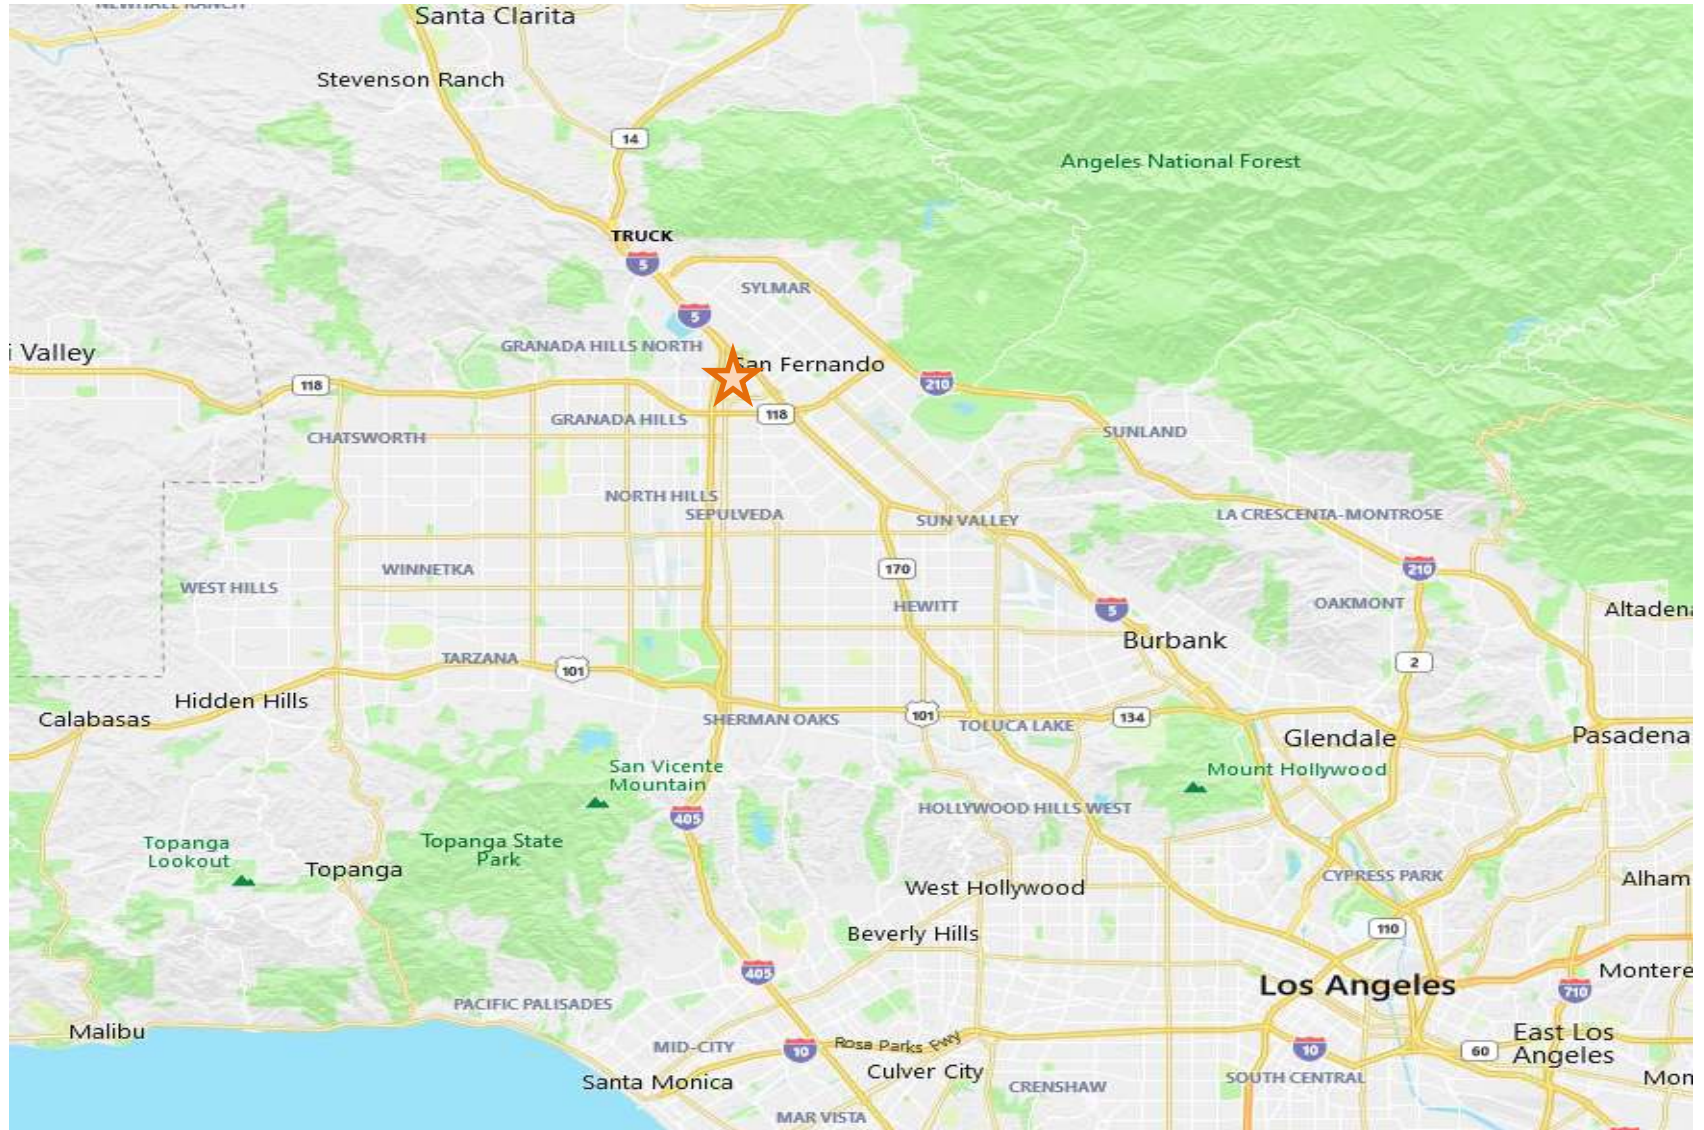 NEWHALL RANCH
Santa Clarita
Stevenson Ranch
14
Angeles National Forest
TRUCK
5
SYLMAR
5
GRANADA HILLS NORTH
i Valley
San Fernando
118
210
118
GRANADA HILLS
CHATSWORTH
SUNLAND
NORTH HILLS
SEPULVEDA
SUN VALLEY
LA CRESCENTA-MONTROSE
WINNETKA
170
210
WEST HILLS
HEWITT
5
OAKMONT
Altadena
Burbank
TARZANA
101
2
Hidden Hills
Calabasas
SHERMAN OAKS
101
TOLUCA LAKE
134
Glendale
Pasadena
San Vicente
Mountain
Mount Hollywood
405
HOLLYWOOD HILLS WEST
Topanga
Lookout
Topanga State
Park
Topanga
CYPRESS PARK
Alham
West Hollywood
Beverly Hills
110
405
Los Angeles
Montere
710
PACIFIC PALISADES
Malibu
MID-CITY
10
Rosa Parks Fwy
10
60
East Los
Angeles
Santa Monica
Culver City
CRENSHAW
SOUTH CENTRAL
Mon
MAR VISTA